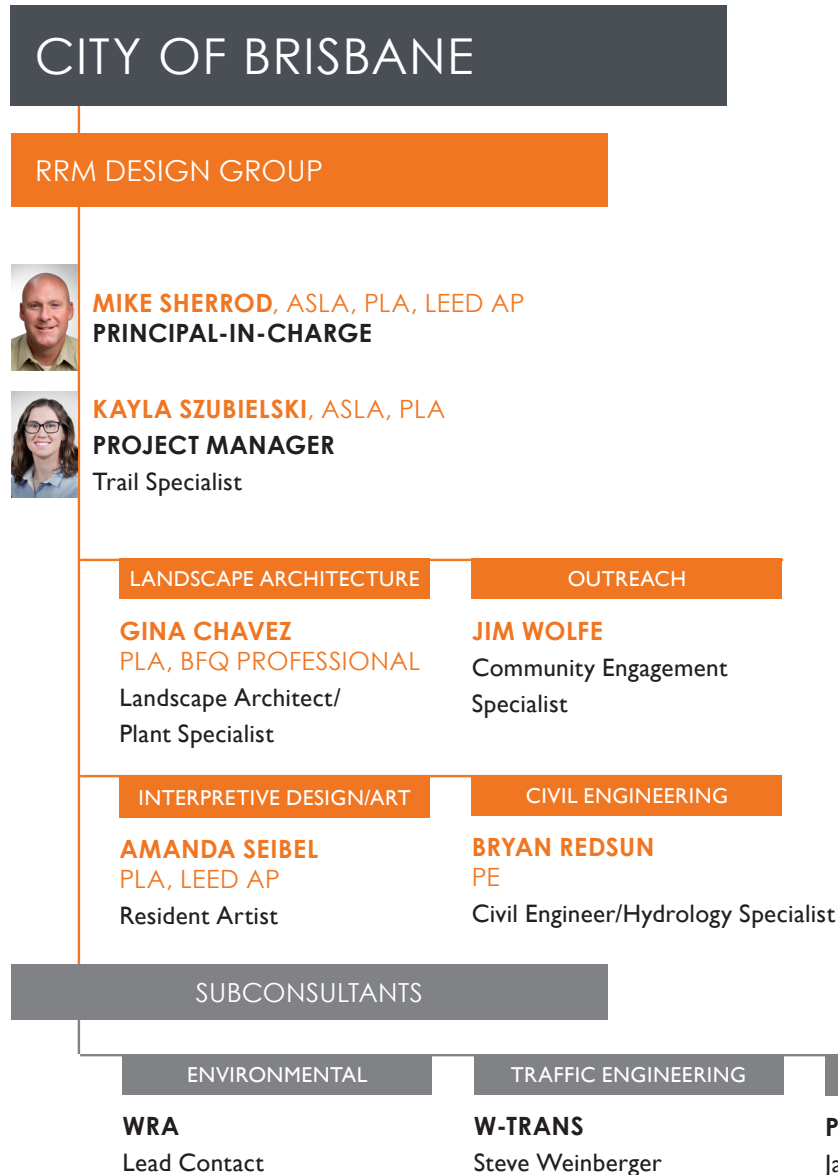 CITY OF BRISBANE
RRM DESIGN GROUP
MIKE SHERROD, ASLA, PLA, LEED AP
PRINCIPAL-IN-CHARGE
KAYLA SZUBIELSKI, ASLA, PLA
PROJECT MANAGER
Trail Specialist
LANDSCAPE ARCHITECTURE
GINA CHAVEZ
PLA, BFQ PROFESSIONAL
Landscape Architect/
Plant Specialist
OUTREACH
JIM WOLFE
Community Engagement
Specialist
INTERPRETIVE DESIGN/ART
AMANDA SEIBEL
PLA, LEED AP
Resident Artist
CIVIL ENGINEERING
BRYAN REDSUN
PE
Civil Engineer/Hydrology Specialist
SUBCONSULTANTS
ENVIRONMENTAL
WRA
Lead Contact
TRAFFIC ENGINEERING
W-TRANS
Steve Weinberger